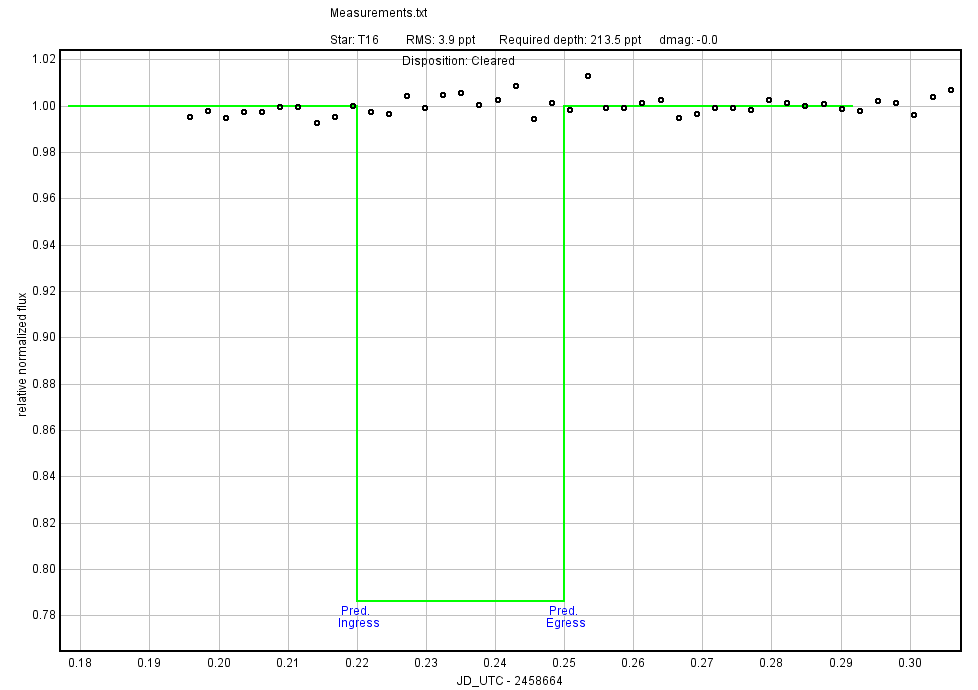 Measurements.txt
Star: T16 RMS: 3.9 ppt Required depth: 213.5 ppt dmag: -0.0
Disposition: Cleared
1.02
1.00
0.98
0.96
0.94
0.92
0.90
0.88
0.86
0.84
0.82
0.80
0.78
relative normalized flux
Pred.
Ingress
Pred.
Egress
0.18 0.19 0.20 0.21 0.22 0.23 0.24 0.25 0.26 0.27 0.28 0.29 0.30
JD_UTC - 2458664